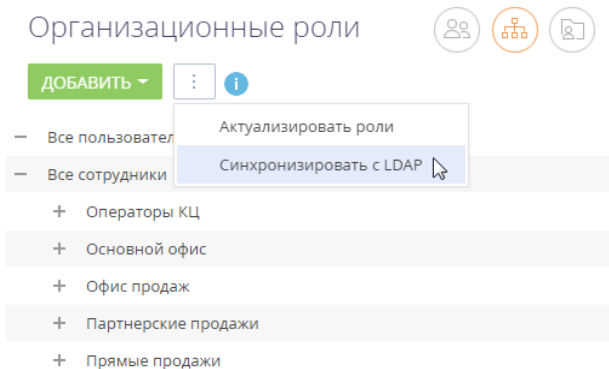 Организационные роли
ДОБАВИТЬ
i
Актуализировать роли
Все пользовател
Синхронизировать с LDAP
Все сотрудники
Операторы КЦ
Основной офис
Офис продаж
Партнерские продажи
Прямые продажи